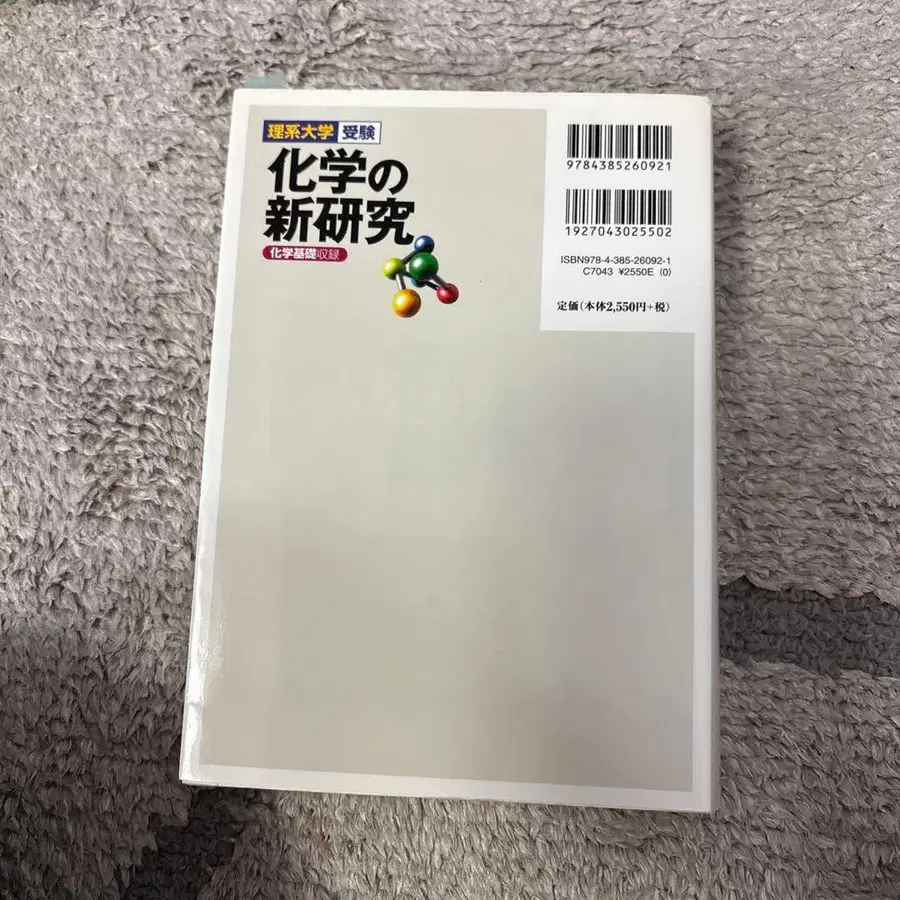 理系大学 受験
化学の
新研究
化学基礎収録
9784385260921
1927043025502
ISBN978-4-385-26092-1
C7043 ¥2550E (0)
定価(本体2,550円+税)